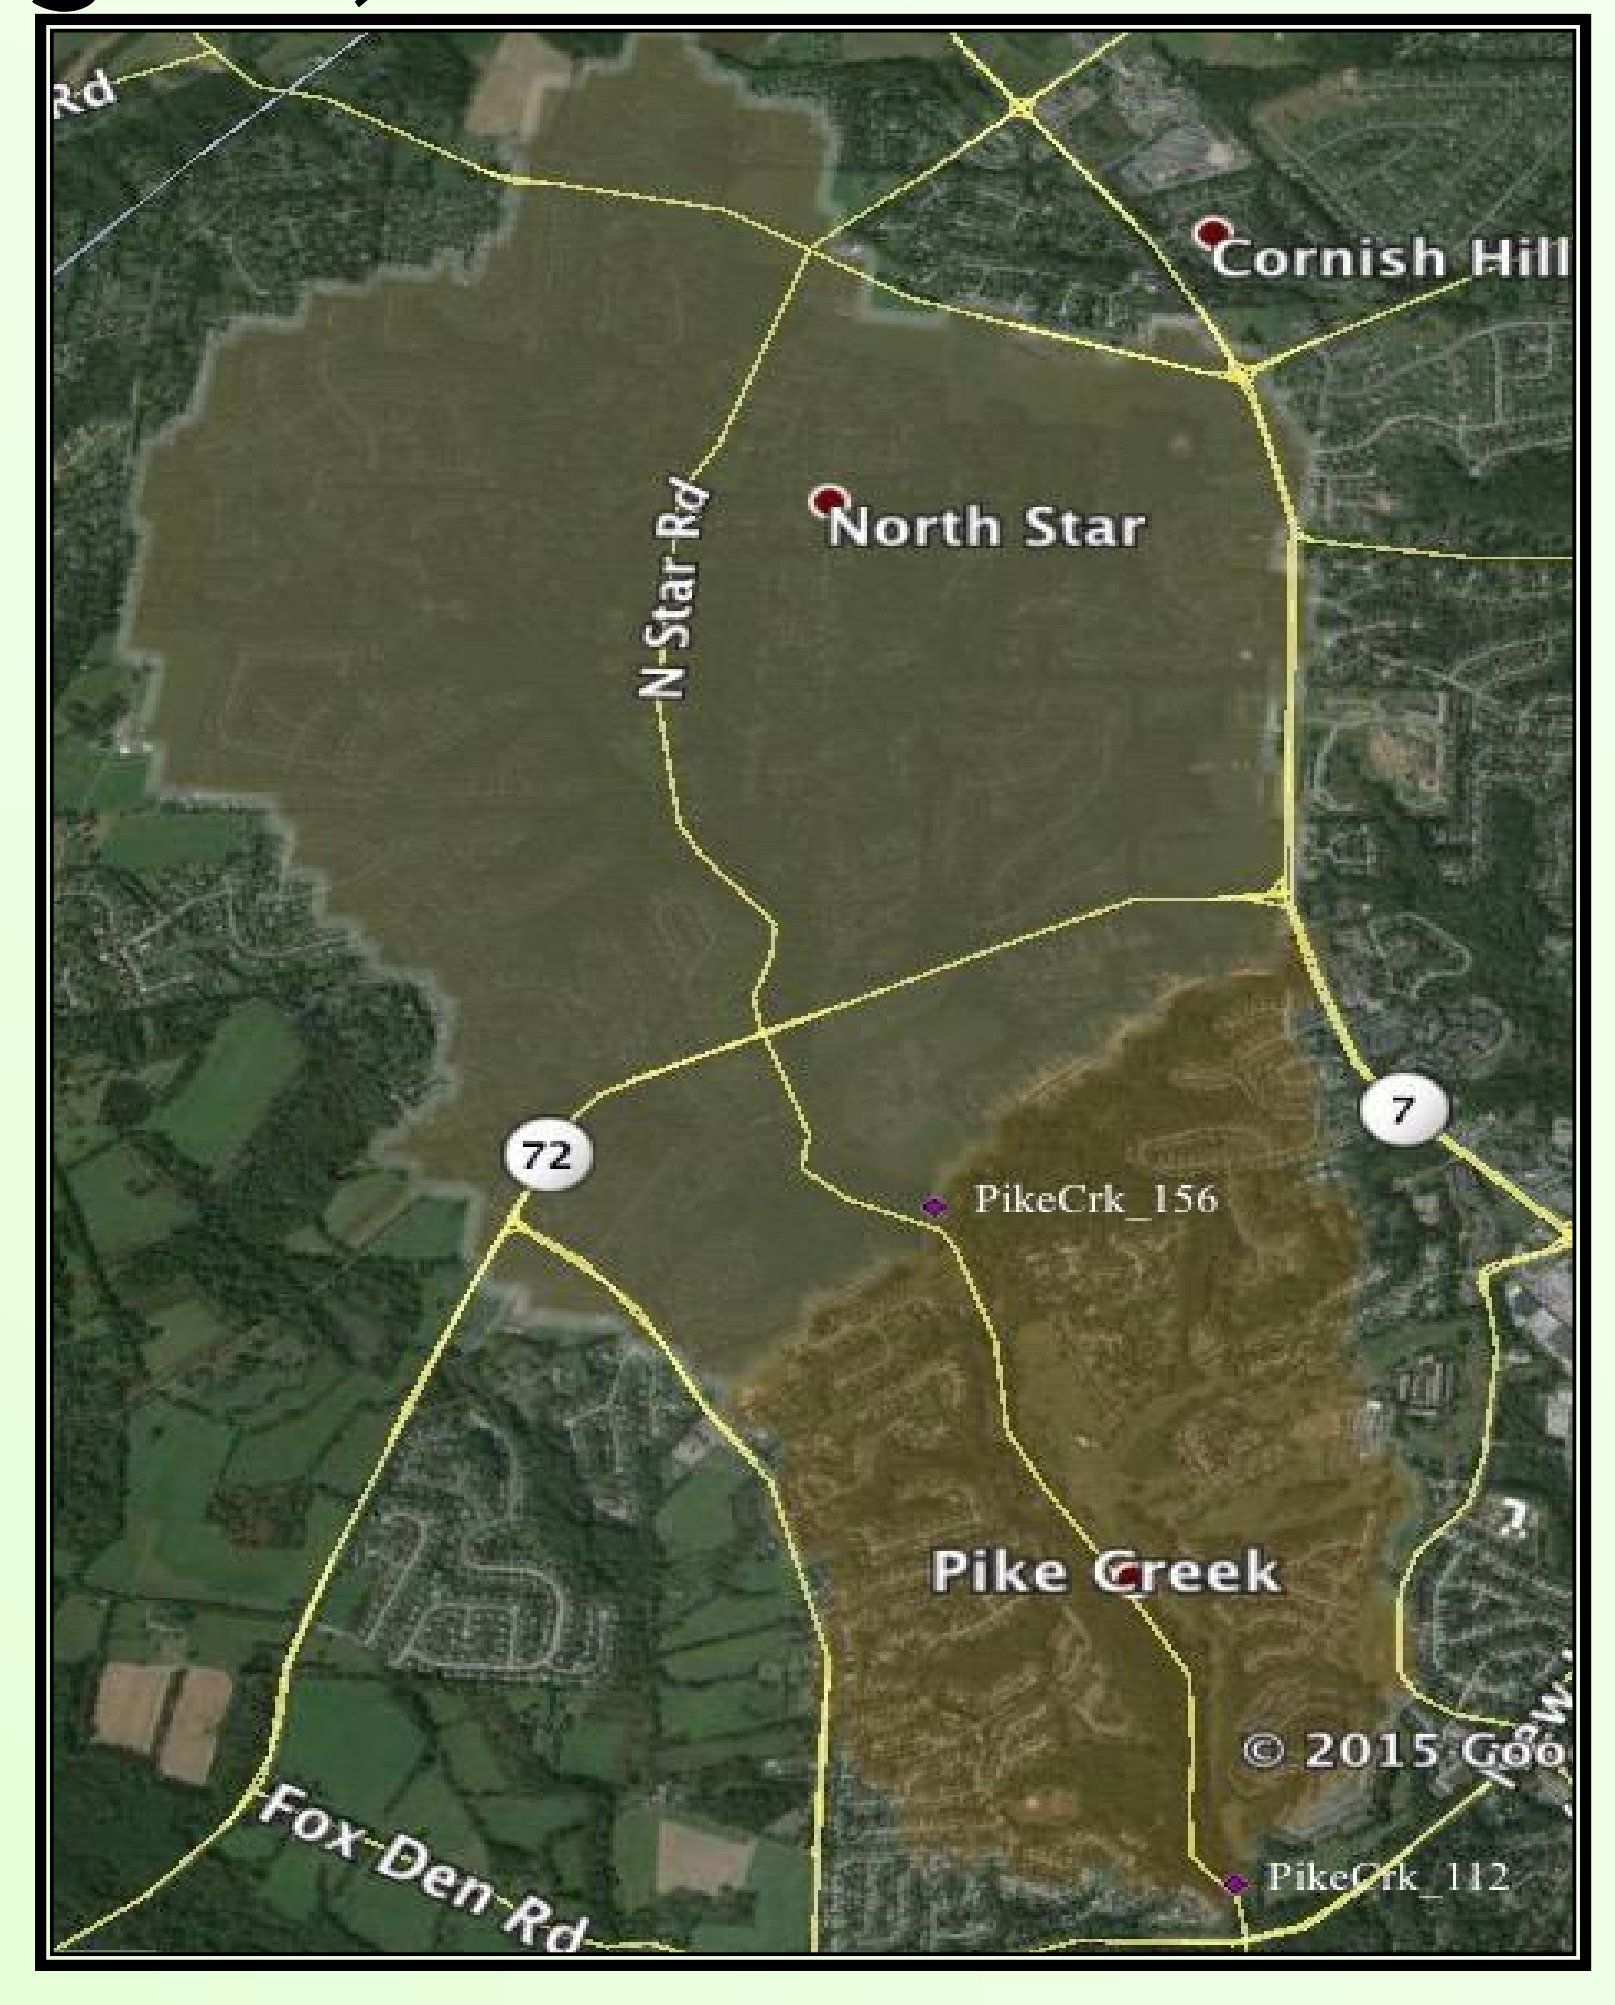 Rd
Cornish Hill
North Star
N Star Rd
7
72
PikeCrk_156
Pike Creek
© 2015 Goo
PikeCrk_112
Fox Den Rd